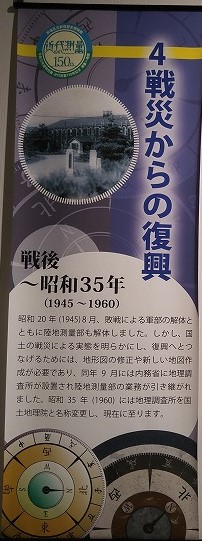 近代測量
150年
4 戦災からの復興
戦後
～昭和35年
（1945～1960）
昭和20年(1945)8月、敗戦による軍部の解体と
ともに陸地測量部も解体しました。しかし、国
土の戦災による実態を明らかにし、復興へとつ
なげるためには、地形図の修正や新しい地図作
成が必要であり、同年9月には内務省に地理調
査所が設置され陸地測量部の業務が引き継がれ
ました。昭和35年(1960)には地理調査所を国
土地理院と名称変更し、現在に至ります。